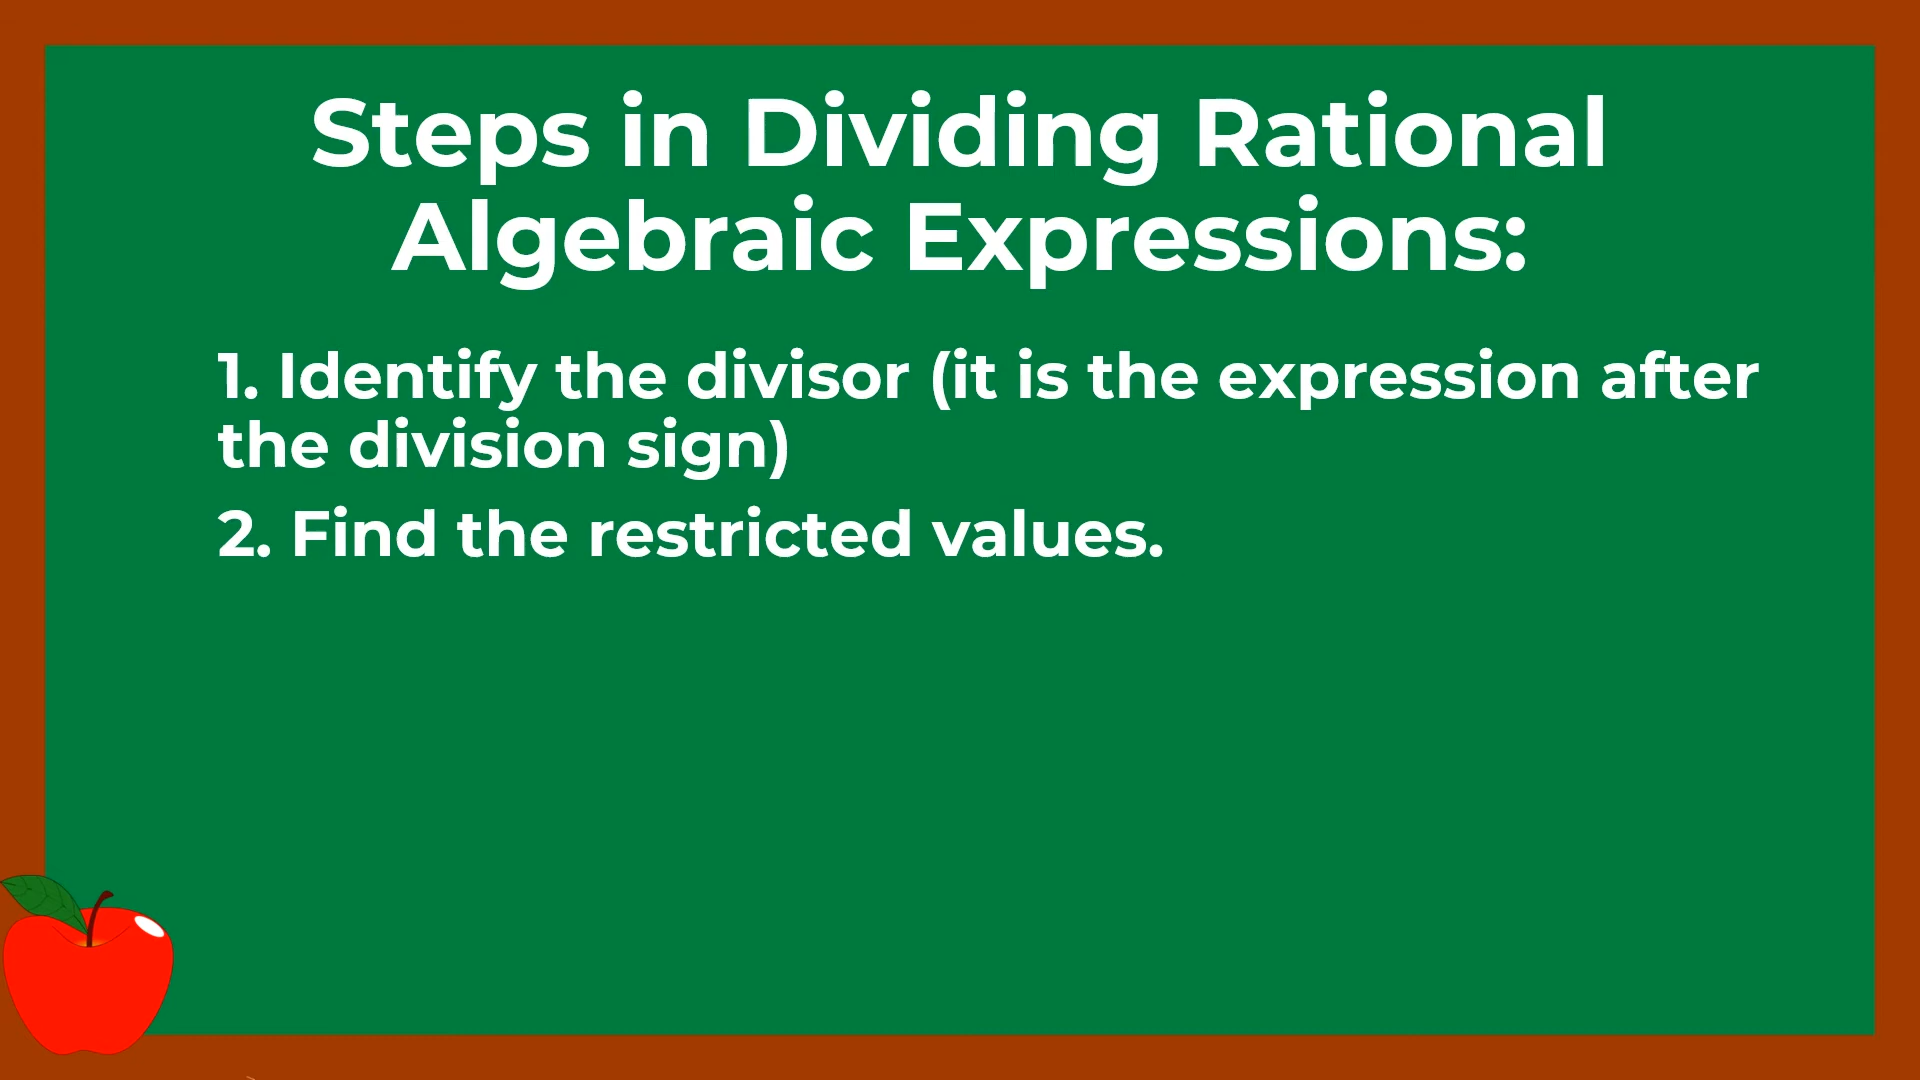 Steps in Dividing Rational
Algebraic Expressions:
1. Identify the divisor (it is the expression after
the division sign)
2. Find the restricted values.